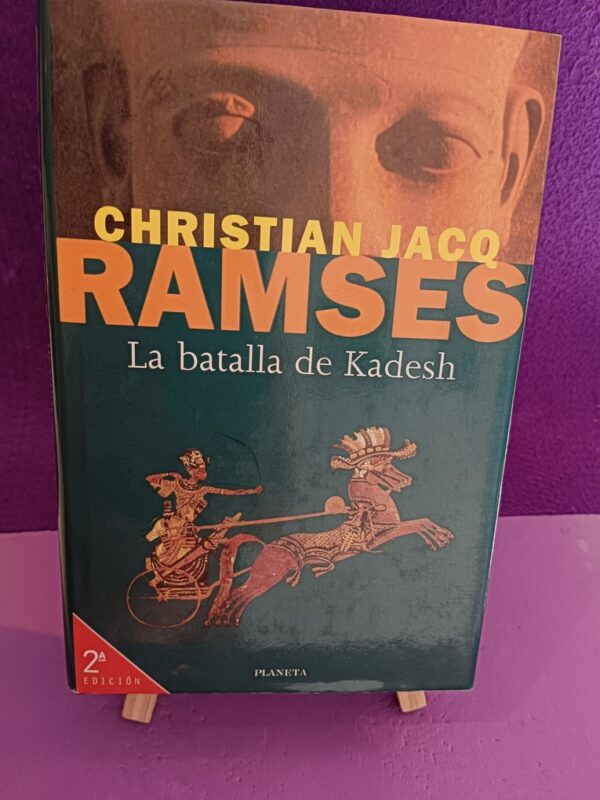 CHRISTIAN JACQ
RAMSES
La batalla de Kadesh
2ª
EDICIÓN
PLANETA